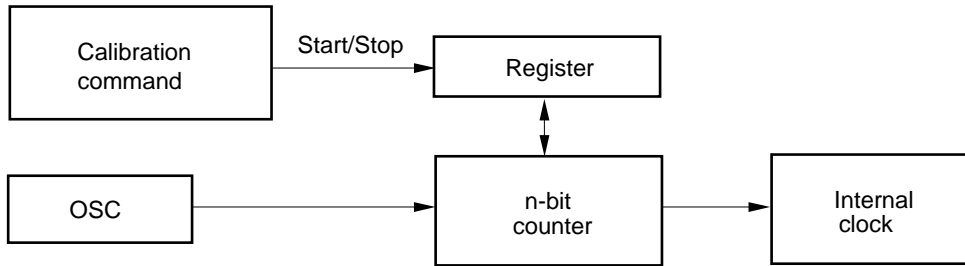 Calibration
command
Start/Stop
Register
OSC
n-bit
counter
Internal
clock